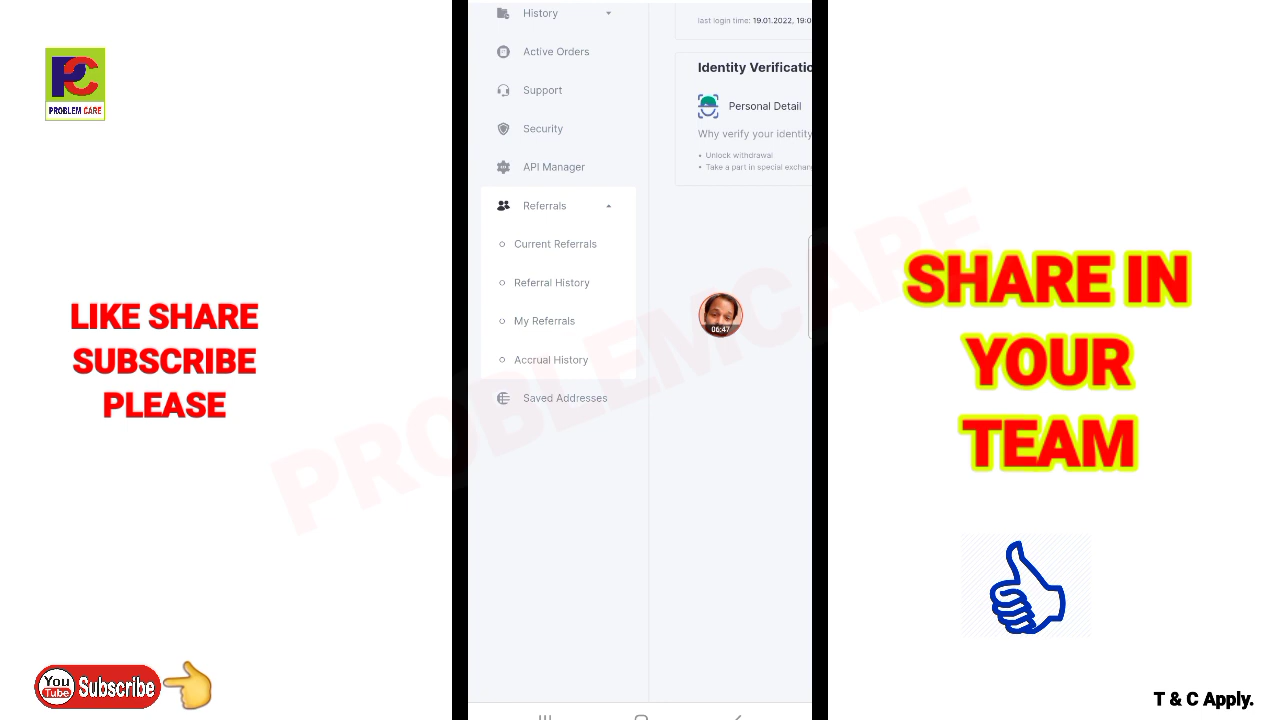 PC
PROBLEM CARE
LIKE SHARE
SUBSCRIBE
PLEASE
You
Tube
Subscribe
History
Active Orders
Support
Security
API Manager
Referrals
Current Referrals
Referral History
My Referrals
Accrual History
Saved Addresses
last login time: 19.01.2022, 19:0
Identity Verificatio
Personal Detail
Why verify your identity
• Unlock withdrawal
• Take a part in special exchan
06:47
PROBLEMCARE
SHARE IN
YOUR
TEAM
T & C Apply.